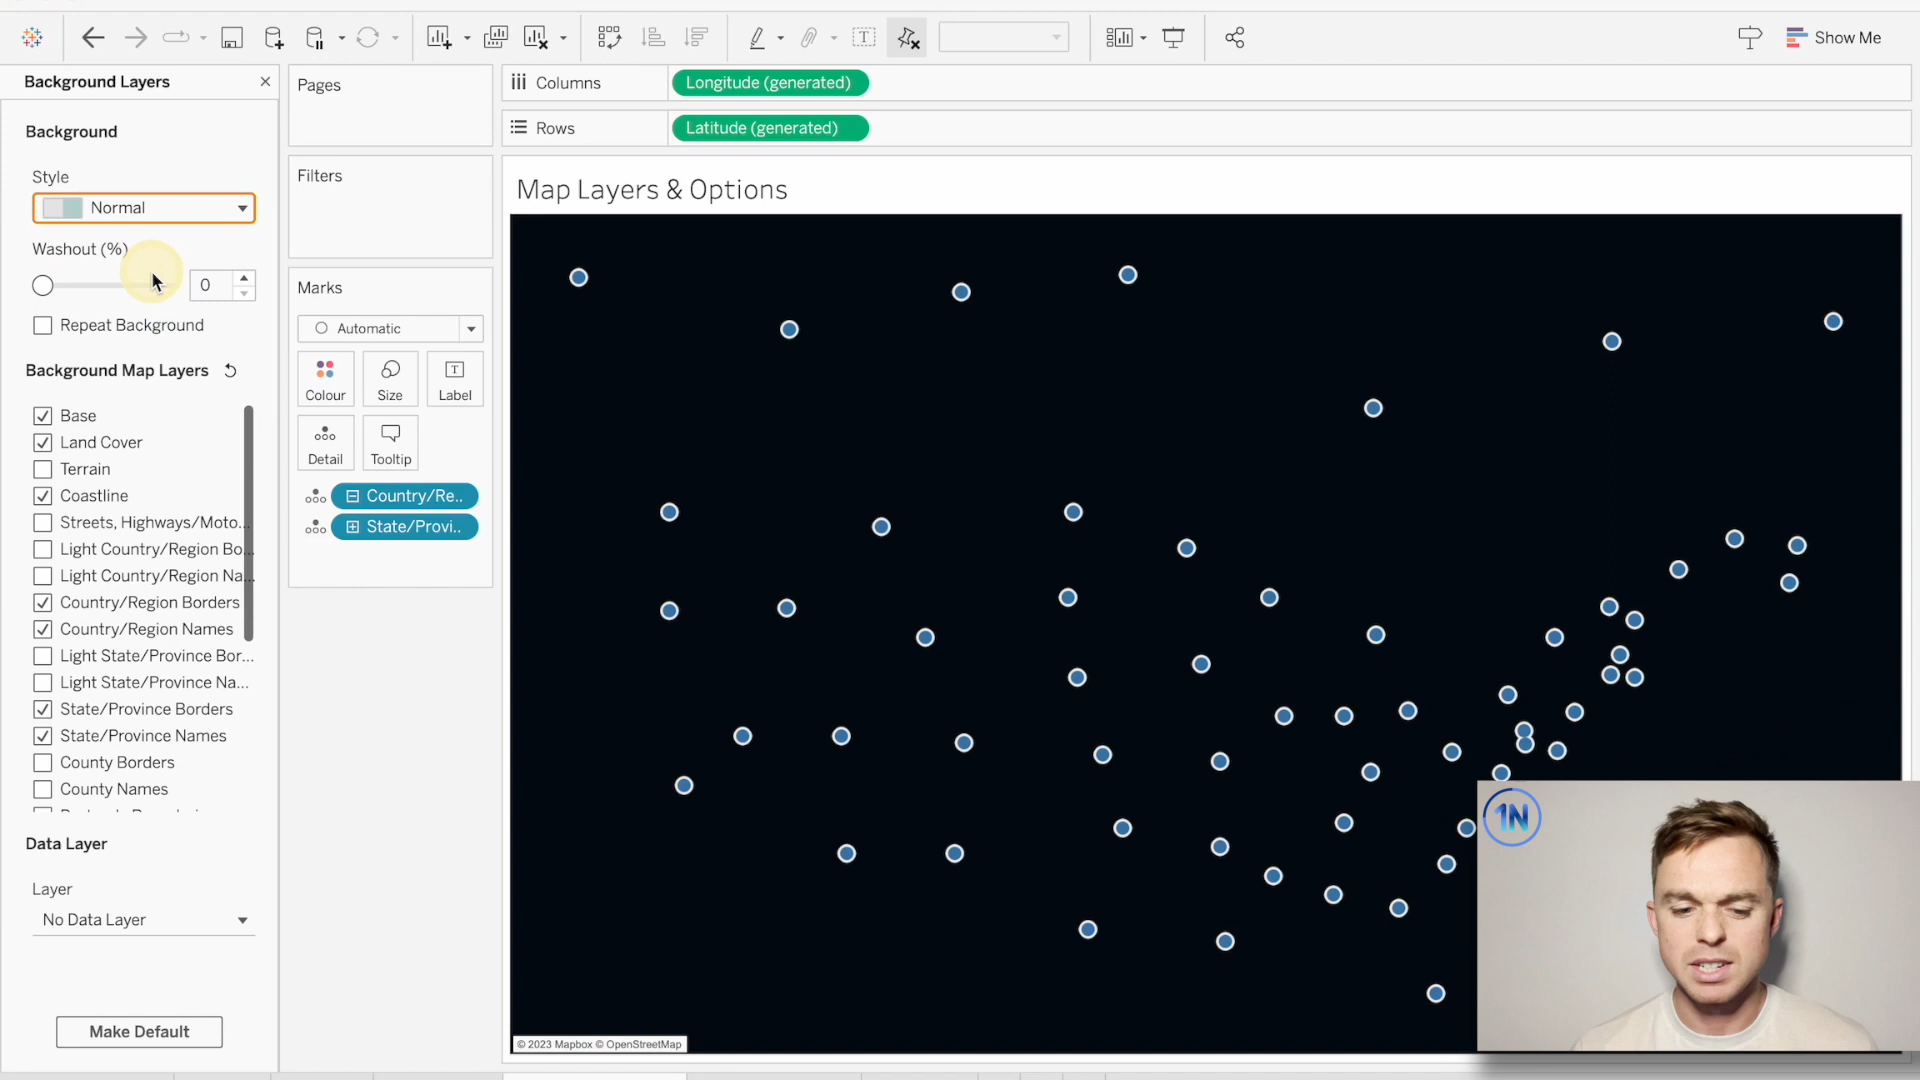 Show Me
Background Layers
Background
Style
Normal
Washout (%)
0
Repeat Background
Background Map Layers
Base
Land Cover
Terrain
Coastline
Streets, Highways/Moto...
Light Country/Region Bo...
Light Country/Region Na...
Country/Region Borders
Country/Region Names
Light State/Province Bor...
Light State/Province Na...
State/Province Borders
State/Province Names
County Borders
County Names
Data Layer
Layer
No Data Layer
Make Default
Pages
Filters
Marks
Automatic
Colour
Size
Label
Detail
Tooltip
Country/Re..
State/Provi..
Columns
Longitude (generated)
Rows
Latitude (generated)
Map Layers & Options
© 2023 Mapbox © OpenStreetMap
1N